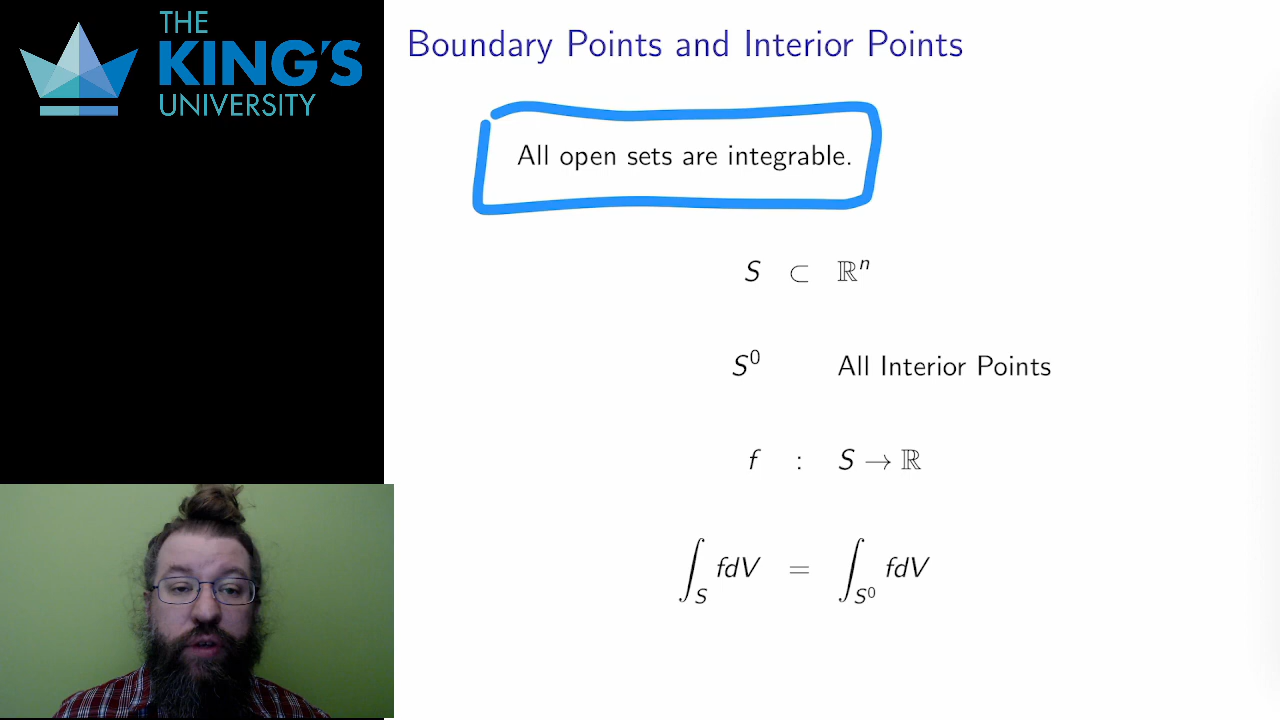 THE
KING'S
UNIVERSITY
Boundary Points and Interior Points
All open sets are integrable.
S ⊂ ℝⁿ
S⁰ All Interior Points
f : S → ℝ
∫_S fdV = ∫_{S⁰} fdV